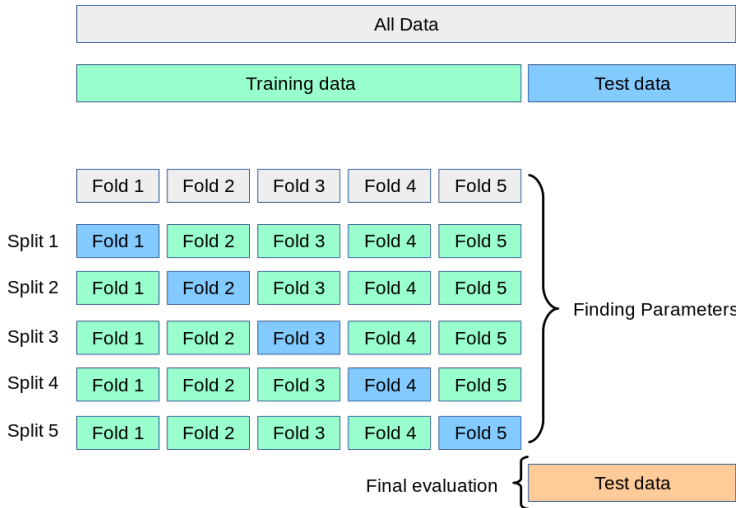 All Data
Training data Test data
Fold 1 Fold 2 Fold 3 Fold 4 Fold 5
Split 1 Fold 1 Fold 2 Fold 3 Fold 4 Fold 5
Split 2 Fold 1 Fold 2 Fold 3 Fold 4 Fold 5
Finding Parameters
Split 3 Fold 1 Fold 2 Fold 3 Fold 4 Fold 5
Split 4 Fold 1 Fold 2 Fold 3 Fold 4 Fold 5
Split 5 Fold 1 Fold 2 Fold 3 Fold 4 Fold 5
Final evaluation Test data